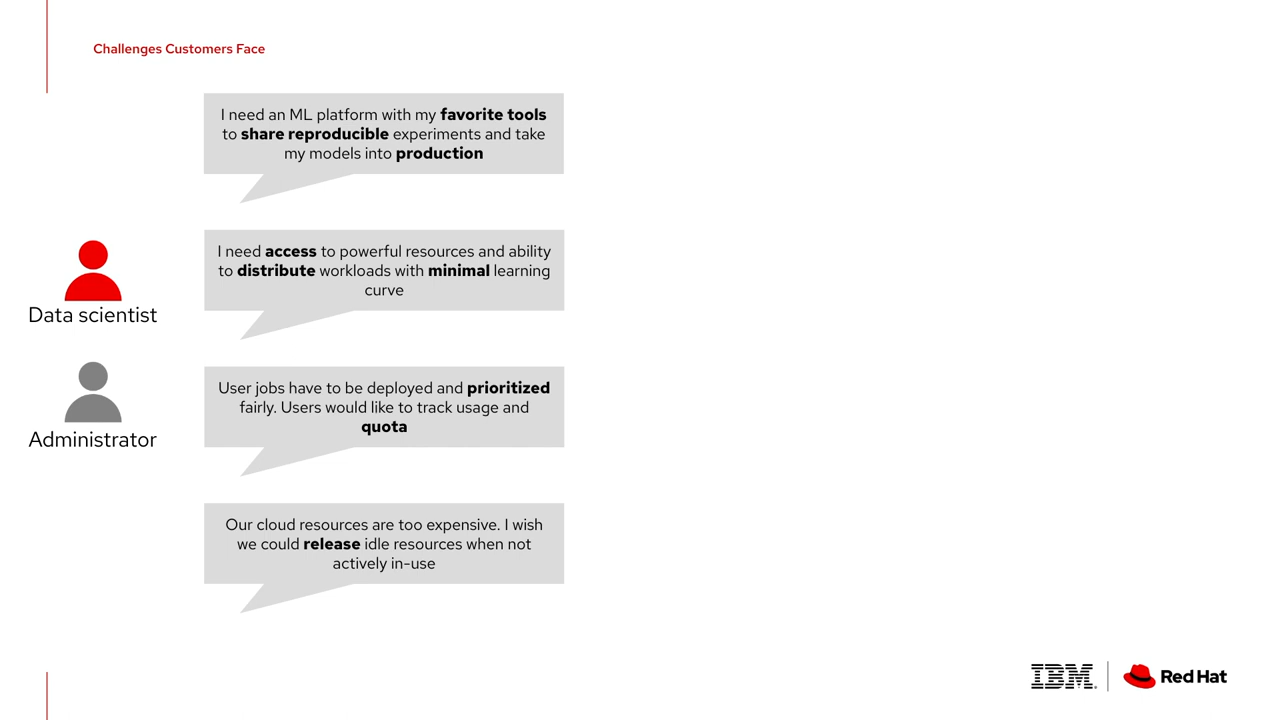 Challenges Customers Face
I need an ML platform with my favorite tools
to share reproducible experiments and take
my models into production
I need access to powerful resources and ability
to distribute workloads with minimal learning
curve
Data scientist
User jobs have to be deployed and prioritized
fairly. Users would like to track usage and
quota
Administrator
Our cloud resources are too expensive. I wish
we could release idle resources when not
actively in-use
IBM®
Red Hat